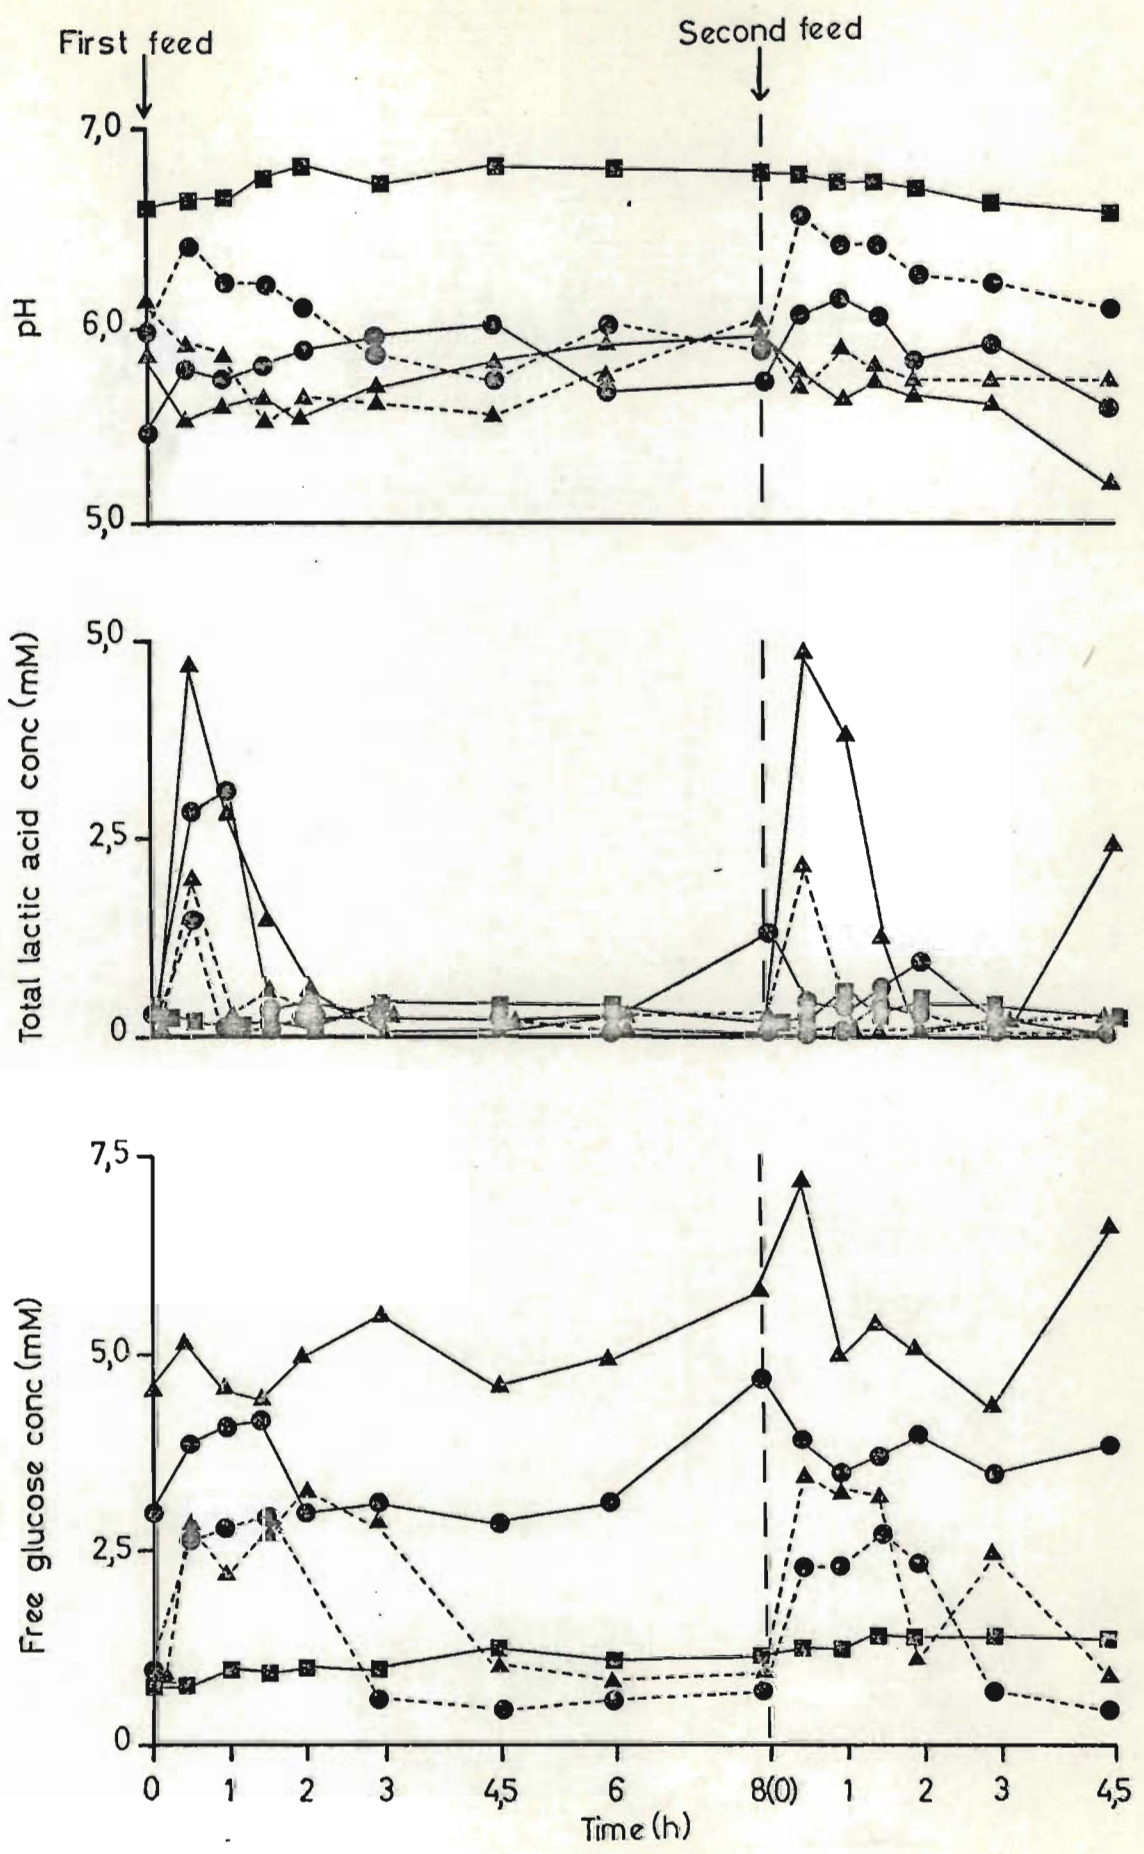 First feed
Second feed
7,0
6,0
5,0
pH
5,0
2,5
0
Total lactic acid conc (mM)
7,5
5,0
2,5
0
Free glucose conc (mM)
0 1 2 3 4,5 6 8(0) 1 2 3 4,5
Time (h)